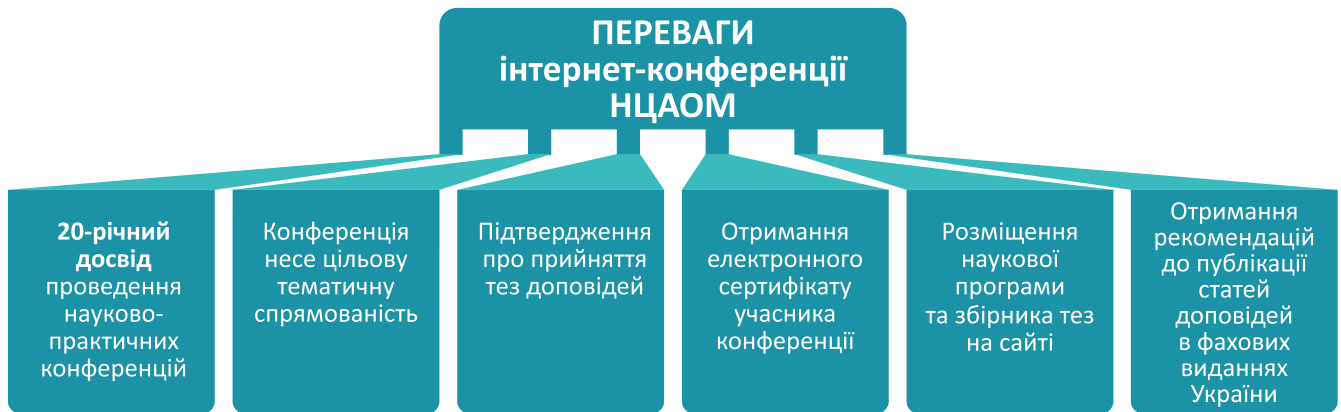 ПЕРЕВАГИ
інтернет-конференції
НЦАОМ
20-річний
досвід
проведення
науково-
практичних
конференцій
Конференція
несе цільову
тематичну
спрямованість
Підтвердження
про прийняття
тез доповідей
Отримання
електронного
сертифікату
учасника
конференції
Розміщення
наукової
програми
та збірника тез
на сайті
Отримання
рекомендацій
до публікації
статей
доповідей
в фахових
виданнях
України